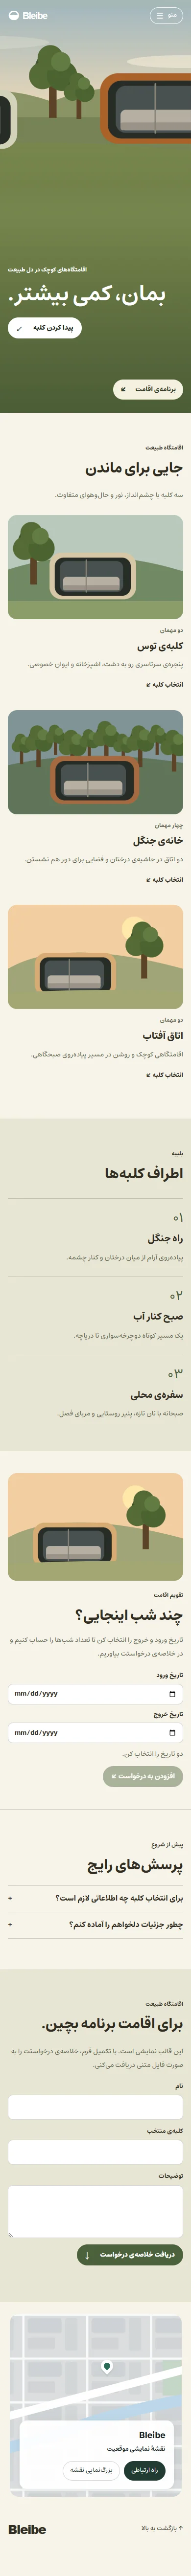 Bleibe
منو
اقامتگاه‌های کوچک در دل طبیعت
بمان، کمی بیشتر.
پیدا کردن کلبه ↙
برنامه‌ی اقامت ↙
اقامتگاه طبیعت
جایی برای ماندن
سه کلبه با چشم‌انداز، نور و حال‌وهوای متفاوت.
دو مهمان
کلبه‌ی توس
پنجره‌ی سرتاسری رو به دشت، آشپزخانه و ایوان خصوصی.
انتخاب کلبه ↙
چهار مهمان
خانه‌ی جنگل
دو اتاق در حاشیه‌ی درختان و فضایی برای دور هم نشستن.
انتخاب کلبه ↙
دو مهمان
اتاق آفتاب
اقامتگاهی کوچک و روشن در مسیر پیاده‌روی صبحگاهی.
انتخاب کلبه ↙
بلیبه
اطراف کلبه‌ها
۰۱
راه جنگل
پیاده‌روی آرام از میان درختان و کنار چشمه.
۰۲
صبح کنار آب
یک مسیر کوتاه دوچرخه‌سواری تا دریاچه.
۰۳
سفره‌ی محلی
صبحانه با نان تازه، پنیر روستایی و مربای فصل.
تقویم اقامت
چند شب اینجایی؟
تاریخ ورود و خروج را انتخاب کن تا تعداد شب‌ها را حساب کنیم و
در خلاصه‌ی درخواستت بیاوریم.
تاریخ ورود
mm/dd/yyyy
تاریخ خروج
mm/dd/yyyy
دو تاریخ را انتخاب کن.
افزودن به درخواست ↙
پیش از شروع
پرسش‌های رایج
برای انتخاب کلبه چه اطلاعاتی لازم است؟ +
چطور جزئیات دلخواهم را آماده کنم؟ +
اقامتگاه طبیعت
برای اقامت برنامه بچین.
این قالب نمایشی است. با تکمیل فرم، خلاصه‌ی درخواستت را به
صورت فایل متنی دریافت می‌کنی.
نام
کلبه‌ی منتخب
توضیحات
دریافت خلاصه‌ی درخواست ↓
Bleibe
نقشهٔ نمایشی موقعیت
راه ارتباطی
بزرگ‌نمایی نقشه
↑ بازگشت به بالا
Bleibe